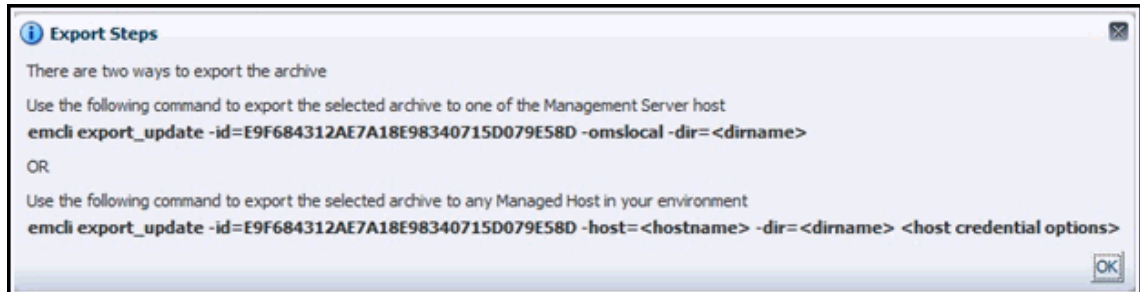 Export Steps
There are two ways to export the archive
Use the following command to export the selected archive to one of the Management Server host
emcli export_update -id=E9F684312AE7A18E98340715D079E58D -omslocal -dir=<dirname>
OR
Use the following command to export the selected archive to any Managed Host in your environment
emcli export_update -id=E9F684312AE7A18E98340715D079E58D -host=<hostname> -dir=<dirname> <host credential options>
OK